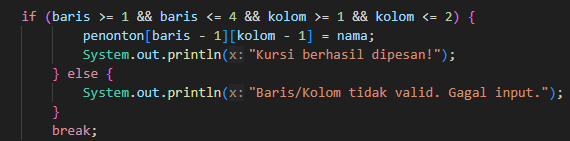 if (baris >= 1 && baris <= 4 && kolom >= 1 && kolom <= 2) {
penonton[baris - 1][kolom - 1] = nama;
System.out.println(x: "Kursi berhasil dipesan!");
} else {
System.out.println(x: "Baris/Kolom tidak valid. Gagal input.");
}
break;